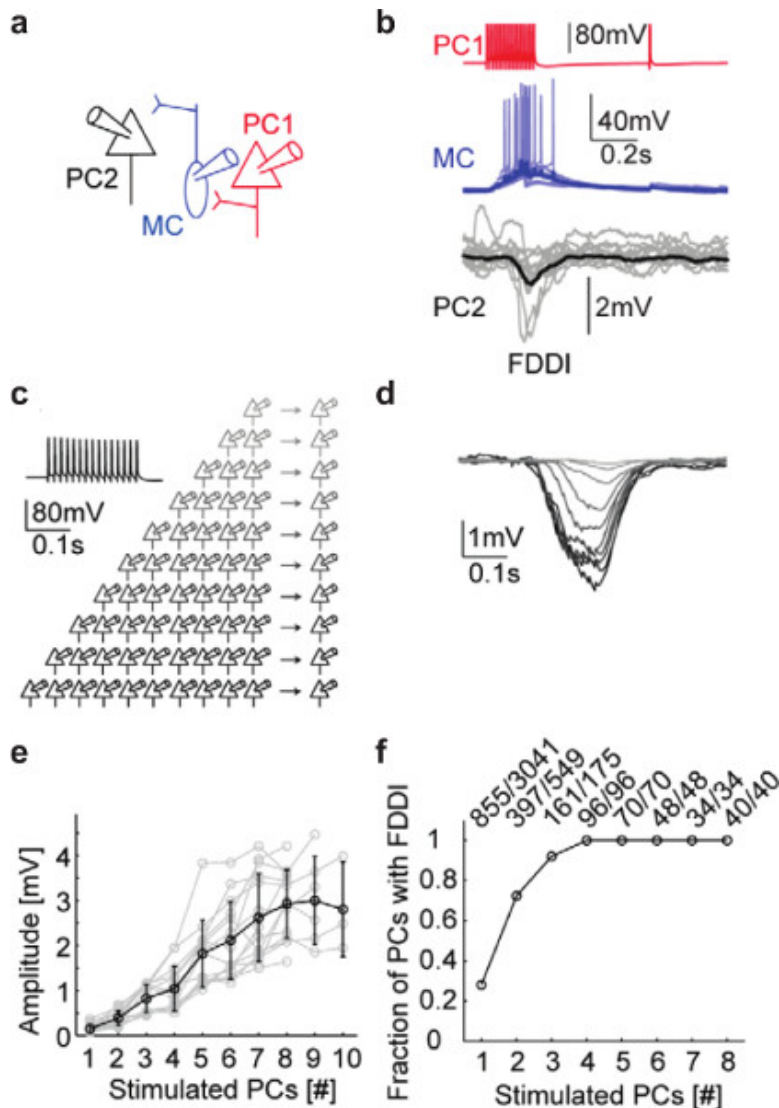 a
PC2
MC
PC1
b
PC1
80mV
MC
40mV
0.2s
PC2
2mV
FDDI
c
80mV
0.1s
d
1mV
0.1s
e
Amplitude [mV]
4
3
2
1
0
1 2 3 4 5 6 7 8 9 10
Stimulated PCs [#]
f
855/3041
397/549
161/175
96/96
70/70
48/48
34/34
40/40
Fraction of PCs with FDDI
1
0.8
0.6
0.4
0.2
0
1 2 3 4 5 6 7 8
Stimulated PCs [#]